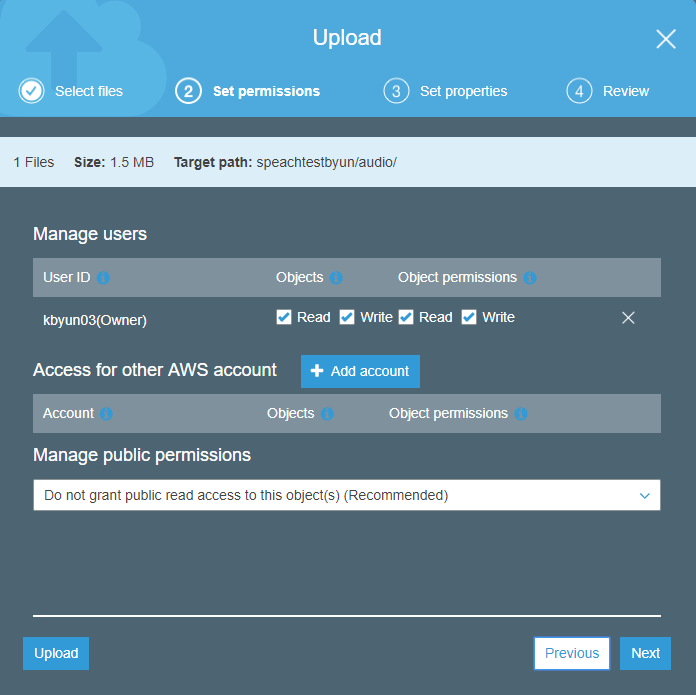 Upload
Select files 2 Set permissions 3 Set properties 4 Review
1 Files Size: 1.5 MB Target path: speachtestbyun/audio/
Manage users
User ID Objects Object permissions
kbyun03(Owner) Read Write Read Write
Access for other AWS account Add account
Account Objects Object permissions
Manage public permissions
Do not grant public read access to this object(s) (Recommended)
Upload Previous Next